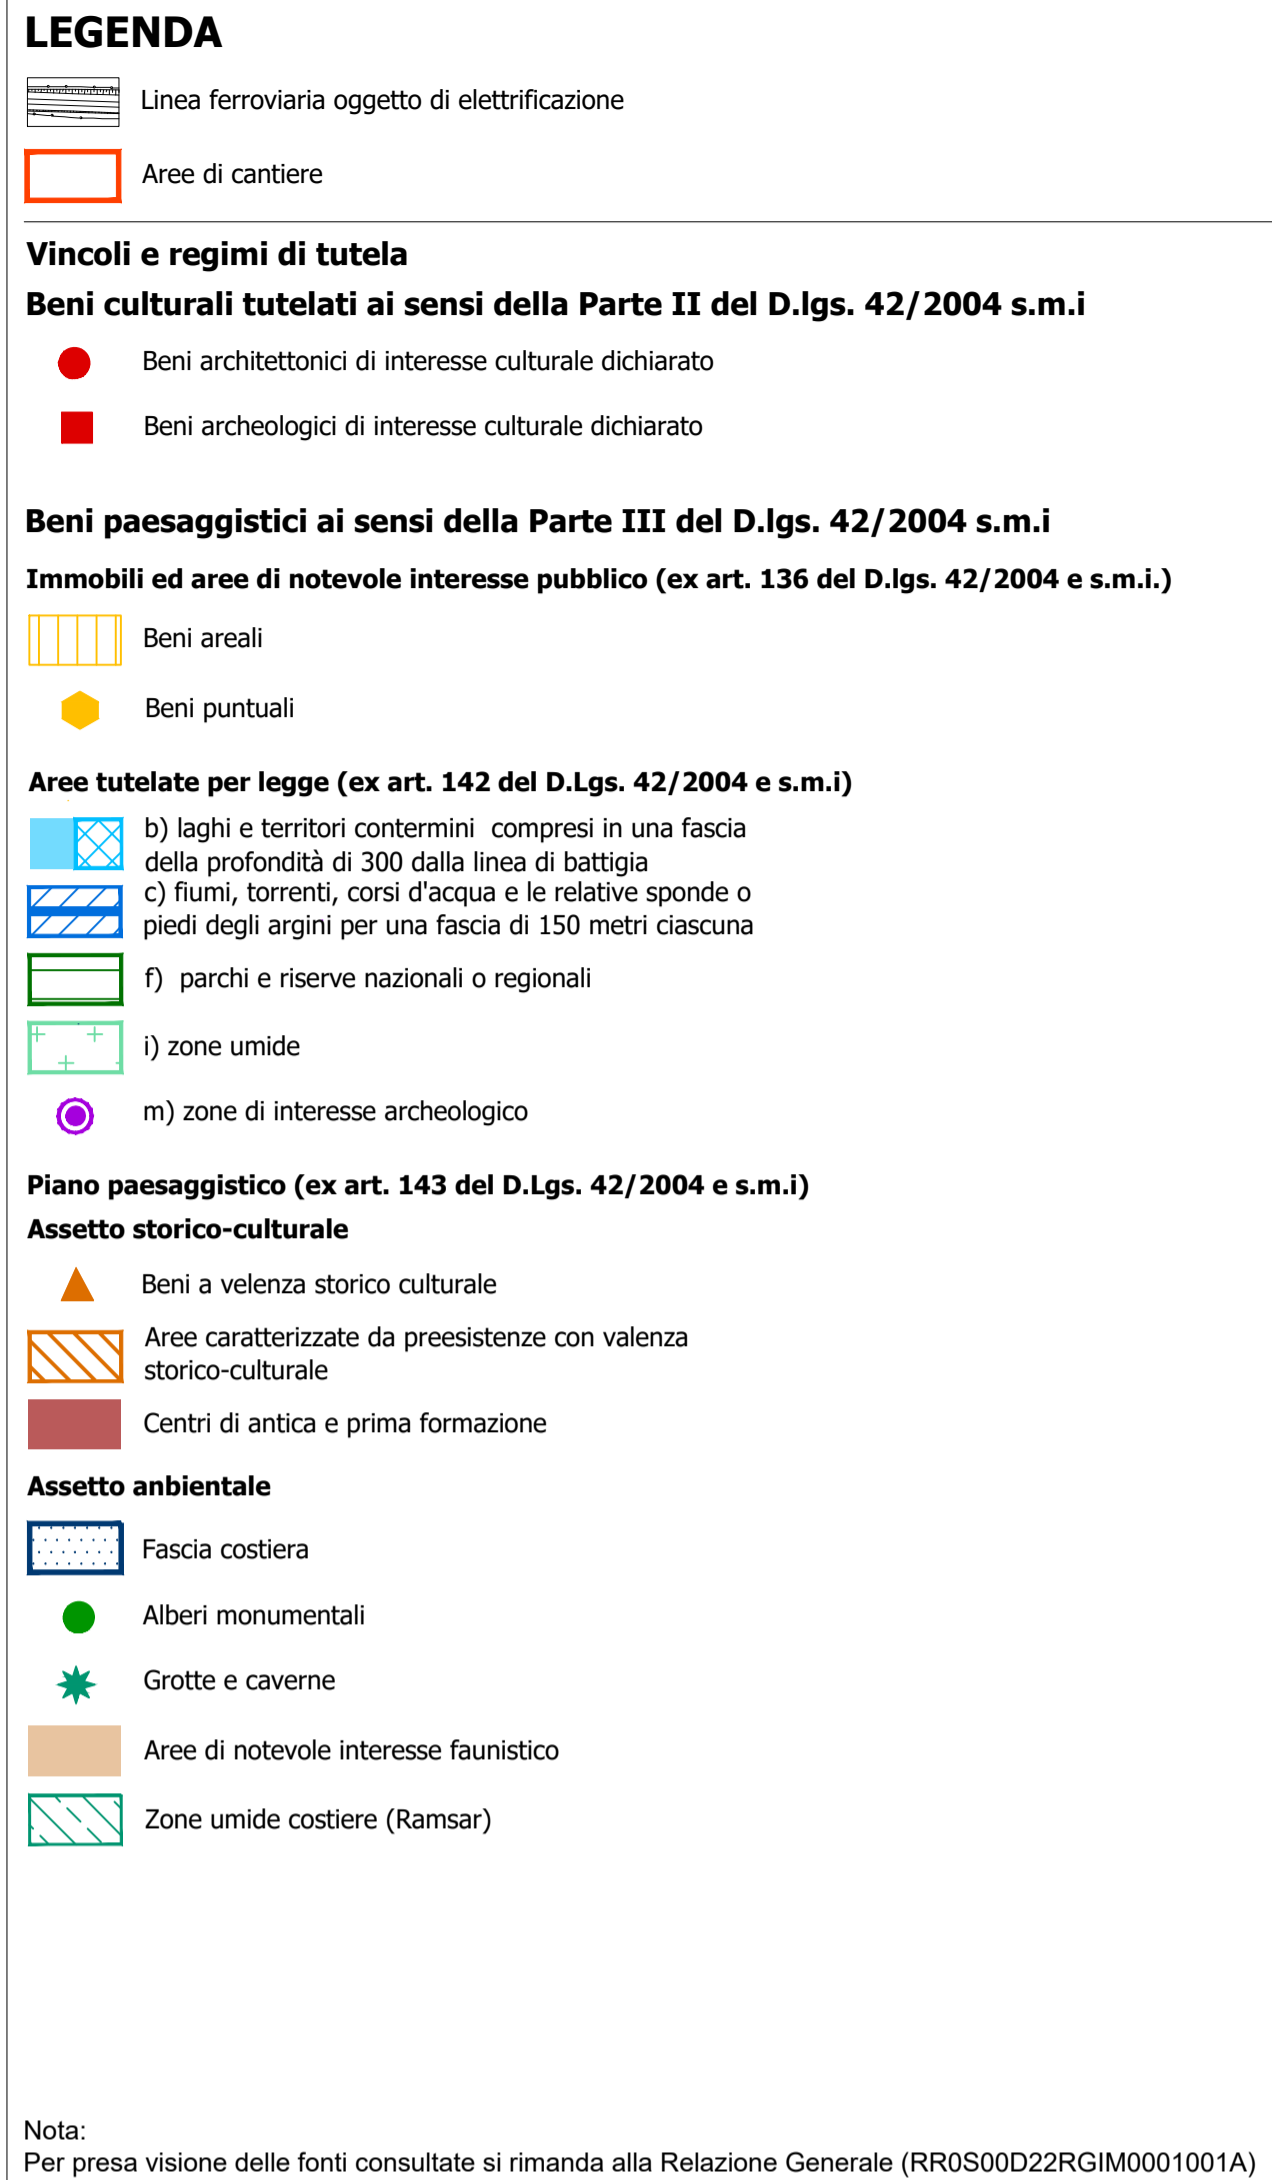 LEGENDA
Linea ferroviaria oggetto di elettrificazione
Aree di cantiere
Vincoli e regimi di tutela
Beni culturali tutelati ai sensi della Parte II del D.lgs. 42/2004 s.m.i
Beni architettonici di interesse culturale dichiarato
Beni archeologici di interesse culturale dichiarato
Beni paesaggistici ai sensi della Parte III del D.lgs. 42/2004 s.m.i
Immobili ed aree di notevole interesse pubblico (ex art. 136 del D.lgs. 42/2004 e s.m.i.)
Beni areali
Beni puntuali
Aree tutelate per legge (ex art. 142 del D.Lgs. 42/2004 e s.m.i)
b) laghi e territori contermini  compresi in una fascia
della profondità di 300 dalla linea di battigia
c) fiumi, torrenti, corsi d'acqua e le relative sponde o
piedi degli argini per una fascia di 150 metri ciascuna
f)  parchi e riserve nazionali o regionali
i) zone umide
m) zone di interesse archeologico
Piano paesaggistico (ex art. 143 del D.Lgs. 42/2004 e s.m.i)
Assetto storico-culturale
Beni a velenza storico culturale
Aree caratterizzate da preesistenze con valenza
storico-culturale
Centri di antica e prima formazione
Assetto anbientale
Fascia costiera
Alberi monumentali
Grotte e caverne
Aree di notevole interesse faunistico
Zone umide costiere (Ramsar)
Nota:
Per presa visione delle fonti consultate si rimanda alla Relazione Generale (RR0S00D22RGIM0001001A)